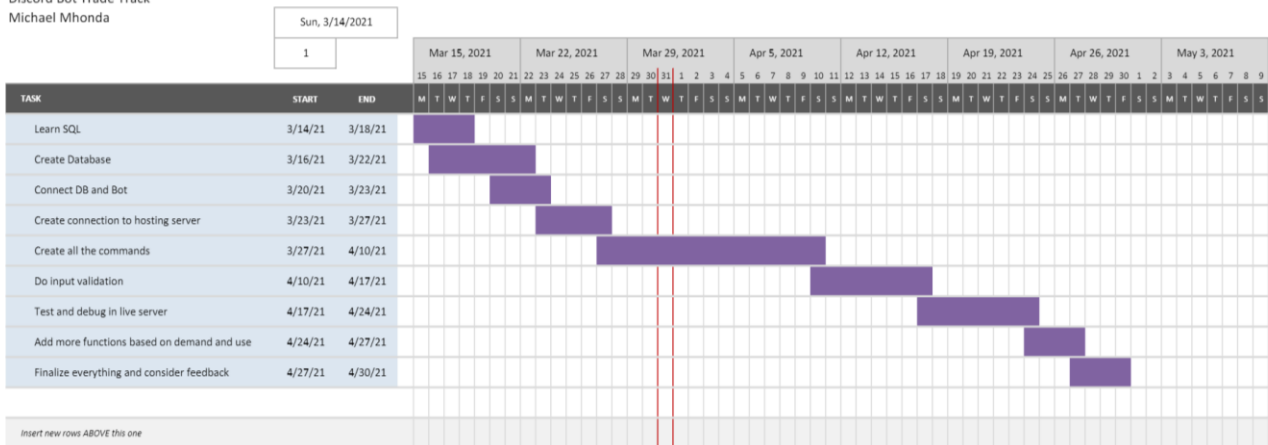 Discord Bot Trade Track
Michael Mhonda
Sun, 3/14/2021
1
Mar 15, 2021 Mar 22, 2021 Mar 29, 2021 Apr 5, 2021 Apr 12, 2021 Apr 19, 2021 Apr 26, 2021 May 3, 2021
15 16 17 18 19 20 21 22 23 24 25 26 27 28 29 30 31 1 2 3 4 5 6 7 8 9 10 11 12 13 14 15 16 17 18 19 20 21 22 23 24 25 26 27 28 29 30 1 2 3 4 5 6 7 8 9
TASK START END M T W T F S S M T W T F S S M T W T F S S M T W T F S S M T W T F S S M T W T F S S M T W T F S S M T W T F S S
Learn SQL 3/14/21 3/18/21
Create Database 3/16/21 3/22/21
Connect DB and Bot 3/20/21 3/23/21
Create connection to hosting server 3/23/21 3/27/21
Create all the commands 3/27/21 4/10/21
Do input validation 4/10/21 4/17/21
Test and debug in live server 4/17/21 4/24/21
Add more functions based on demand and use 4/24/21 4/27/21
Finalize everything and consider feedback 4/27/21 4/30/21
Insert new rows ABOVE this one